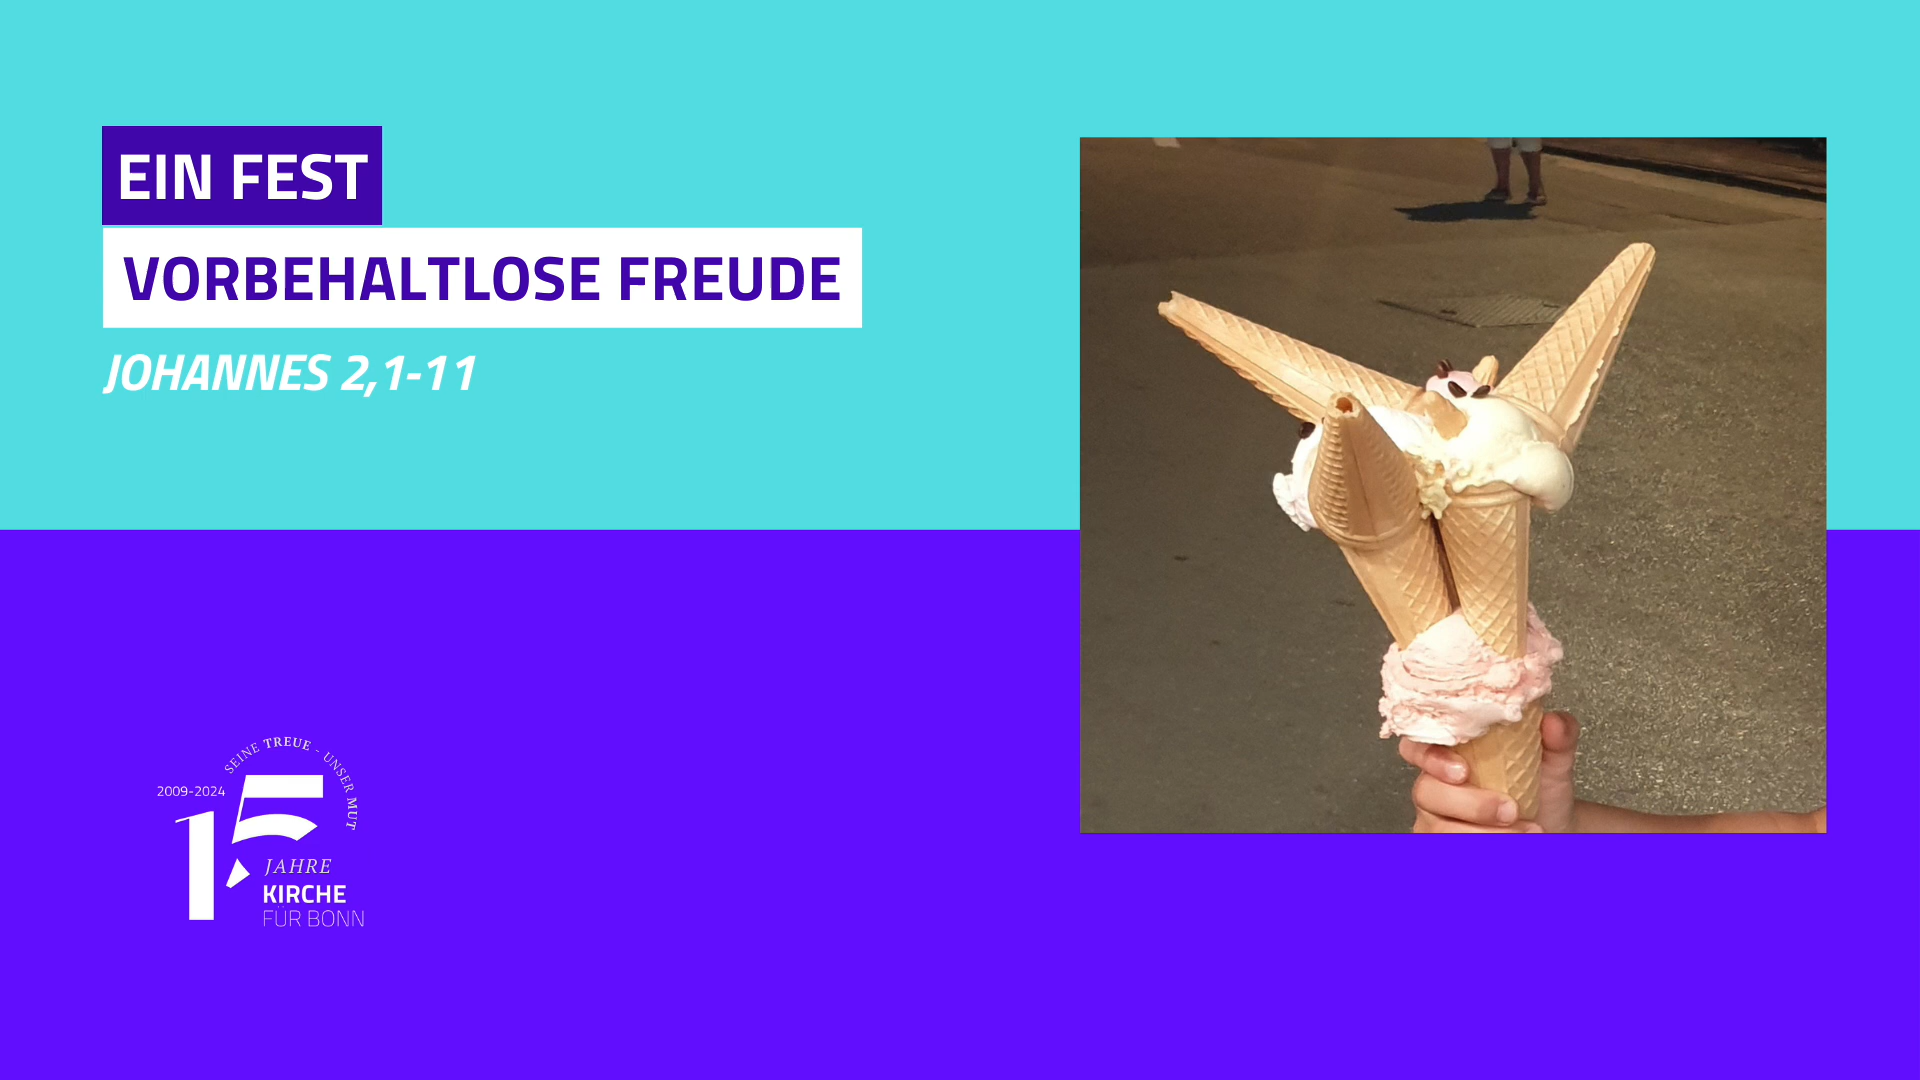 EIN FEST
VORBEHALTLOSE FREUDE
JOHANNES 2,1-11
SEINE TREUE - UNSER MUT
2009-2024
15
JAHRE
KIRCHE
FÜR BONN